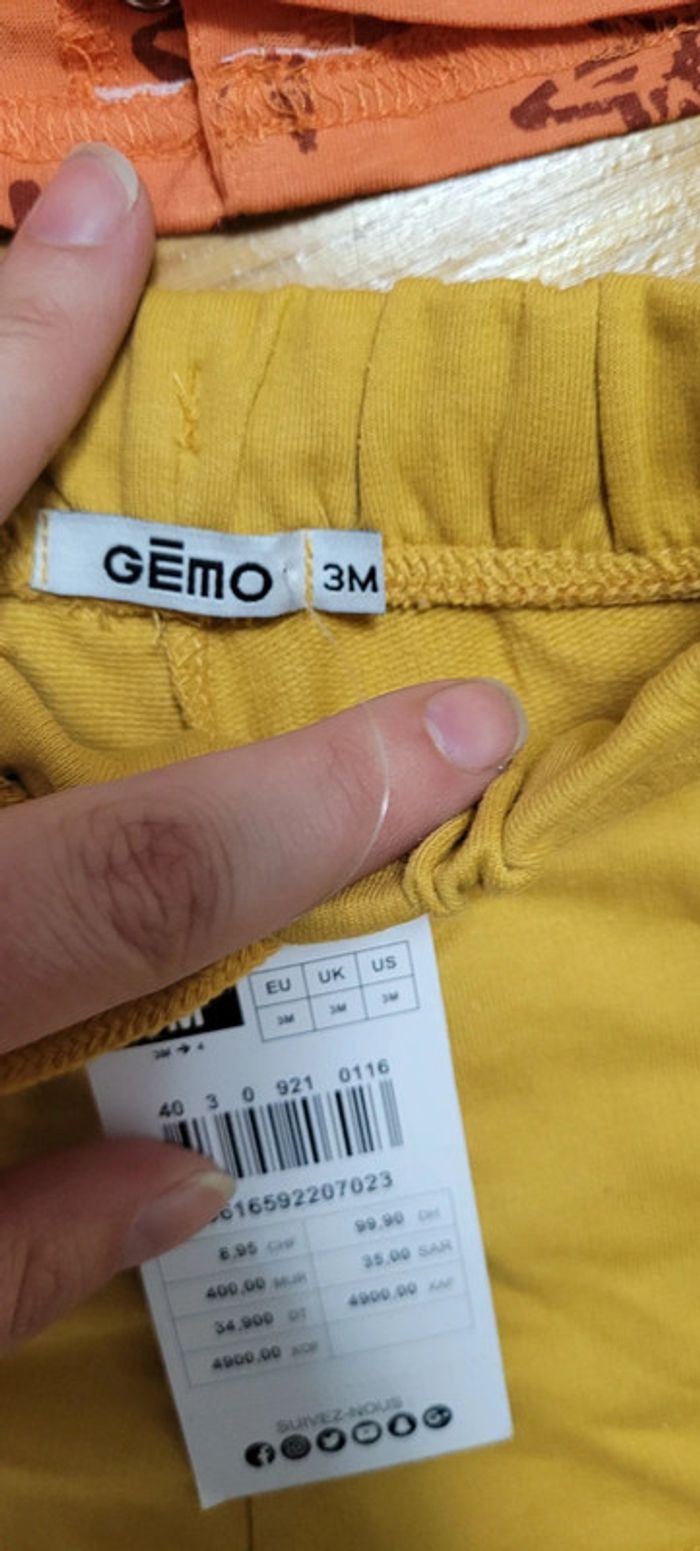 GĒMO 3M
EU UK US
3M 3M 3M
3M → 4
40 3 0 921 0116
616592207023
6,95 CHF 99,90 DH
400,00 MUR 35,00 SAR
34,900 DT 4900,00 XAF
4900,00 XOF
SUIVEZ-NOUS